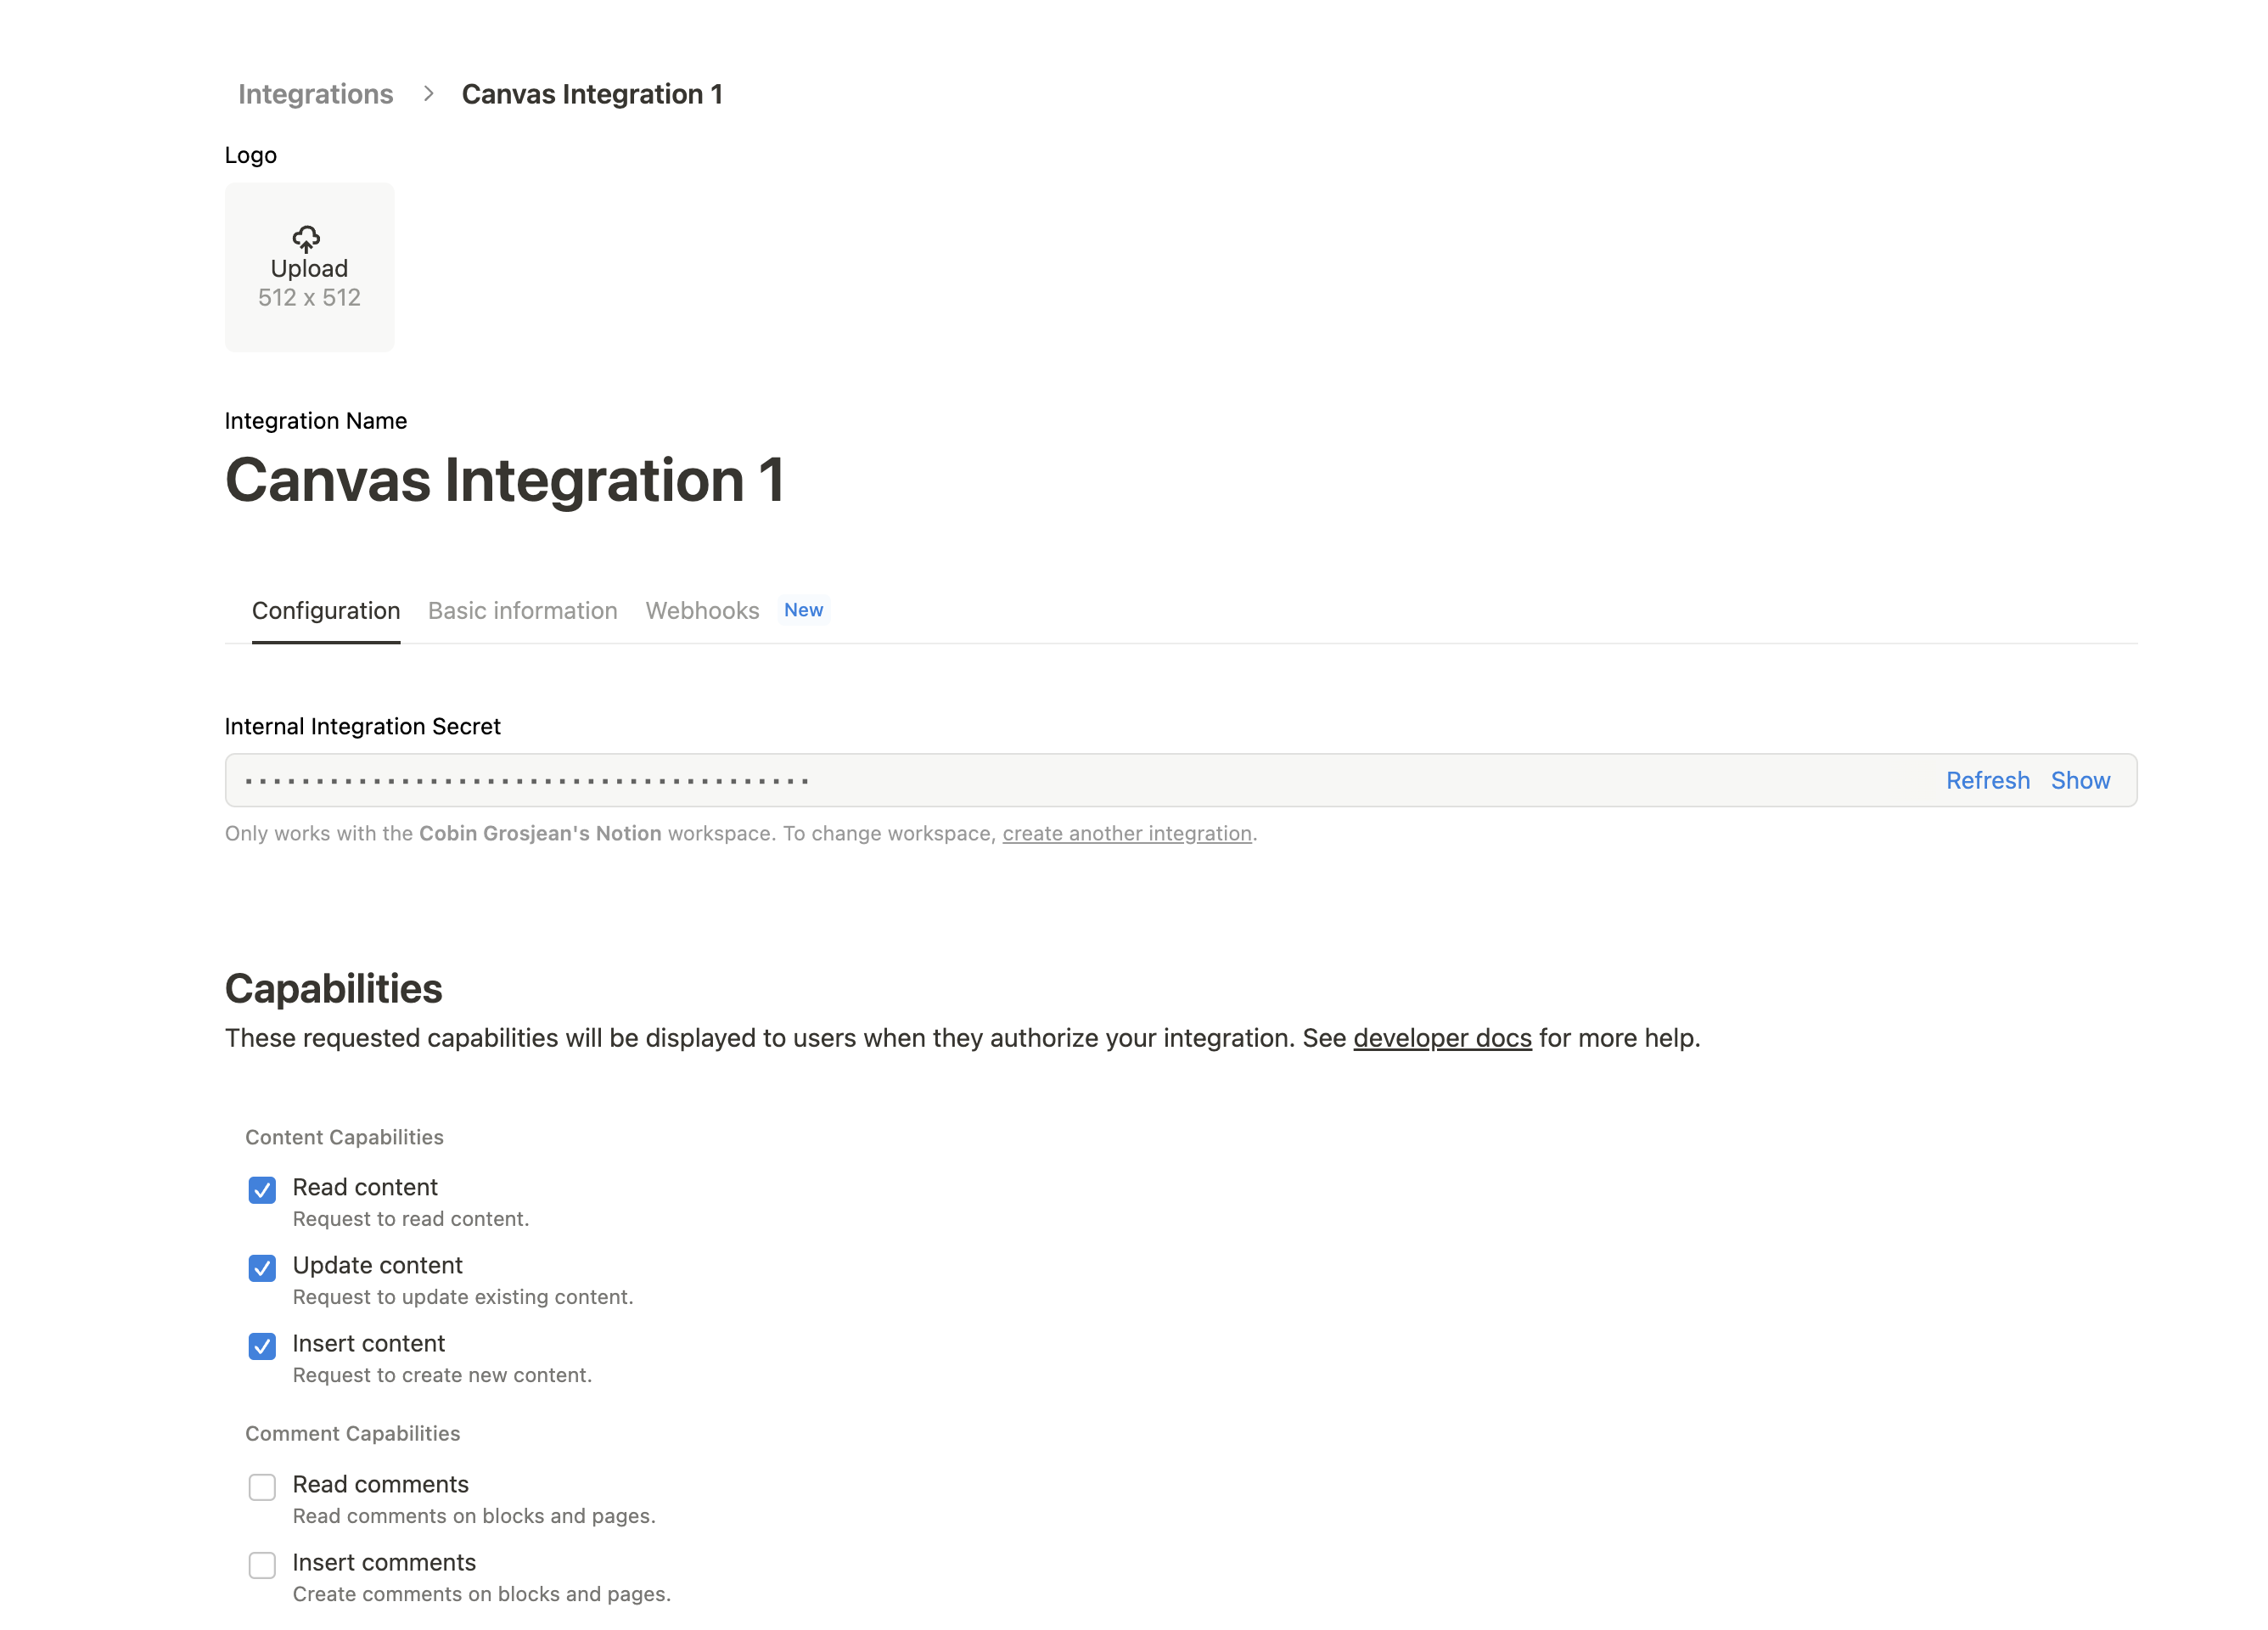 Integrations > Canvas Integration 1
Logo
Upload
512 x 512
Integration Name
Canvas Integration 1
Configuration Basic information Webhooks New
Internal Integration Secret
Refresh Show
Only works with the Cobin Grosjean's Notion workspace. To change workspace, create another integration.
Capabilities
These requested capabilities will be displayed to users when they authorize your integration. See developer docs for more help.
Content Capabilities
Read content
Request to read content.
Update content
Request to update existing content.
Insert content
Request to create new content.
Comment Capabilities
Read comments
Read comments on blocks and pages.
Insert comments
Create comments on blocks and pages.